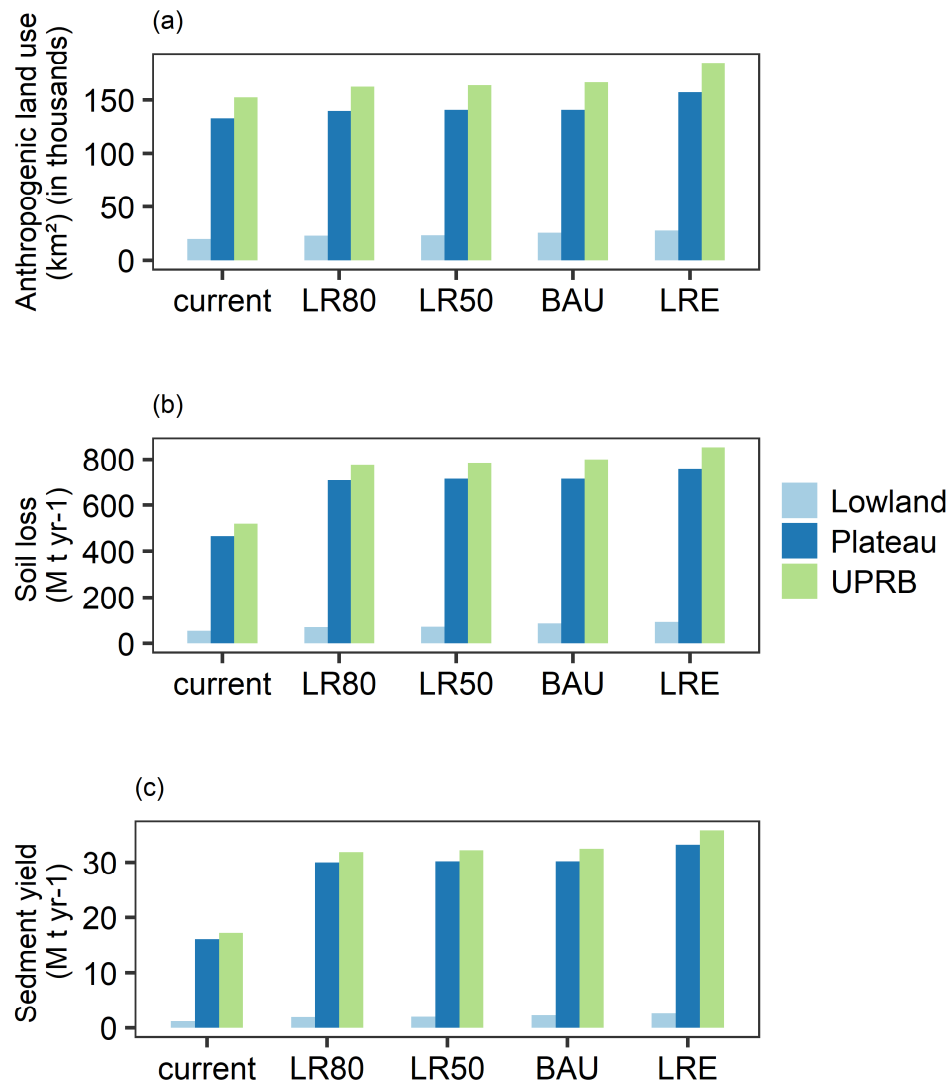 (a)
Anthropogenic land use
(km²) (in thousands)
150
100
50
0
current LR80 LR50 BAU LRE
(b)
Soil loss
(M t yr-1)
800
600
400
200
0
current LR80 LR50 BAU LRE
Lowland
Plateau
UPRB
(c)
Sedment yield
(M t yr-1)
30
20
10
0
current LR80 LR50 BAU LRE